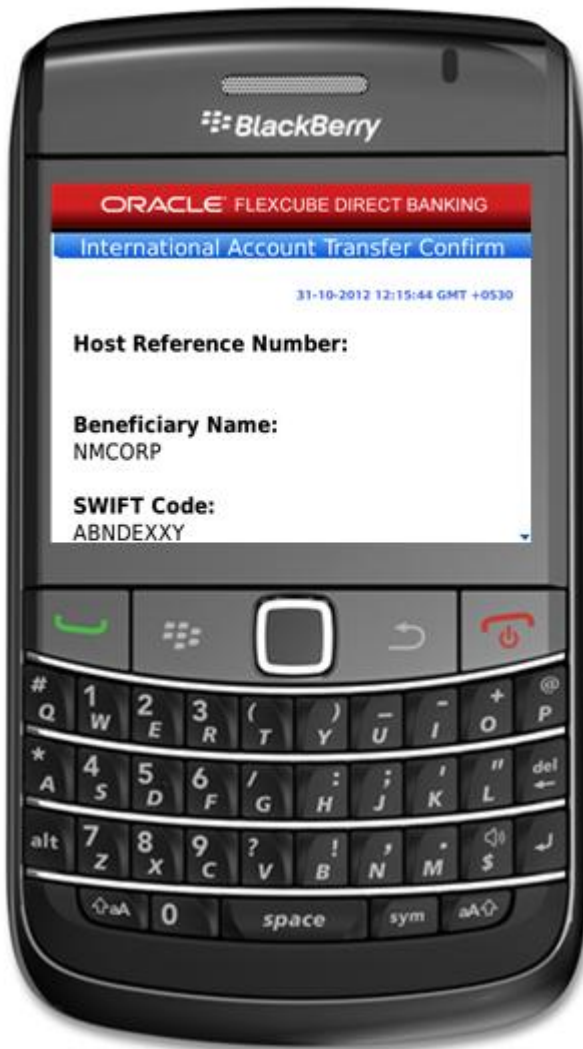 BlackBerry
ORACLE FLEXCUBE DIRECT BANKING
International Account Transfer Confirm
31-10-2012 12:15:44 GMT +0530
Host Reference Number:
Beneficiary Name:
NMCORP
SWIFT Code:
ABNDEXXY
# 1 2 3 ( ) _ - + @
Q W E R T Y U I O P
* 4 5 6 / : ; ' " del
A S D F G H J K L
alt 7 8 9 ? ! , .
Z X C V B N M $
aA 0 space sym aA